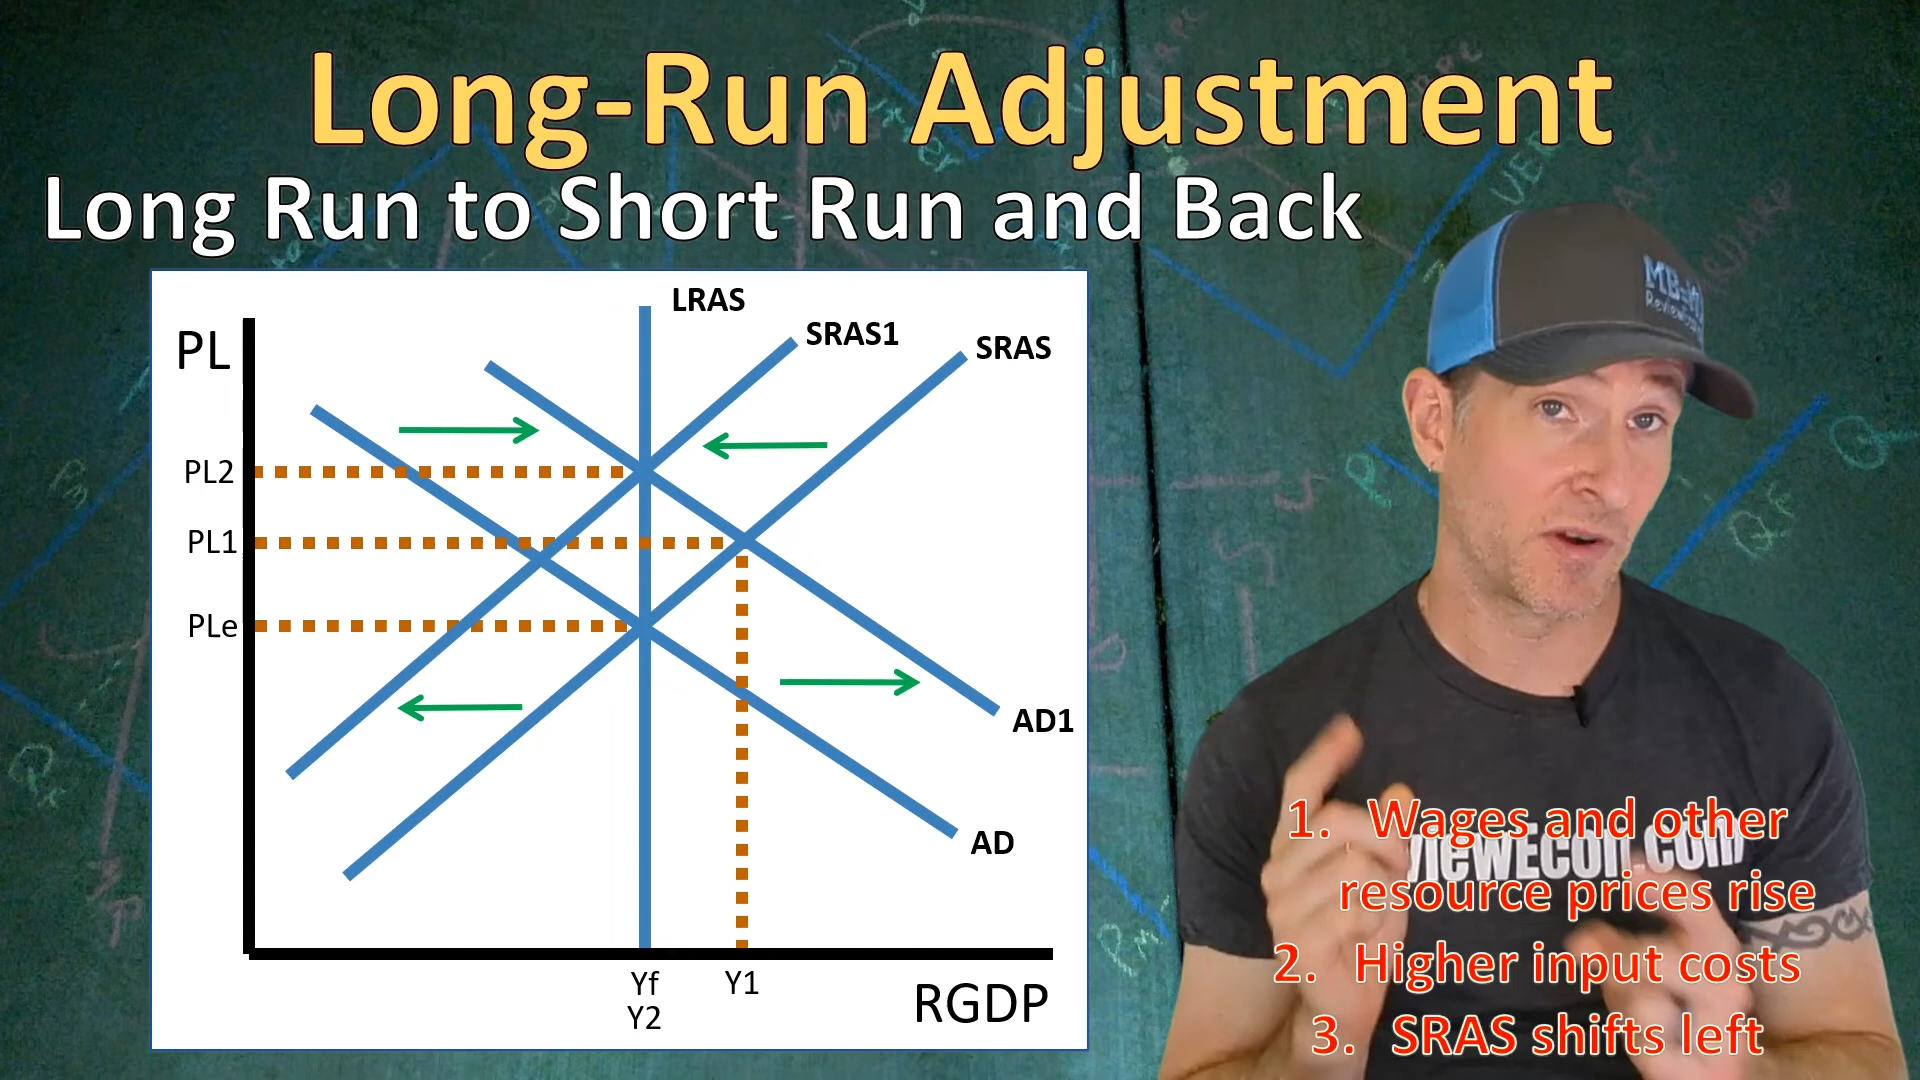 Long-Run Adjustment
Long Run to Short Run and Back
LRAS
SRAS1
SRAS
PL
PL2
PL1
PLe
AD1
AD
Yf
Y1
Y2
RGDP
1. Wages and other
resource prices rise
2. Higher input costs
3. SRAS shifts left